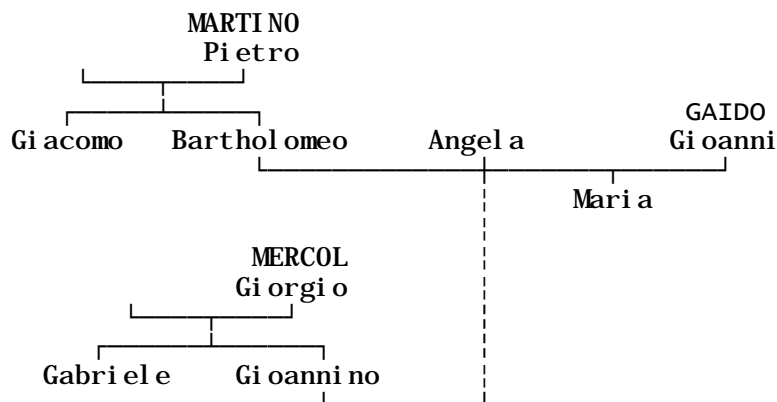 MARTINO
Pietro
GAIDO
Giacomo Bartholomeo Angela Gioanni
Maria
MERCOL
Giorgio
Gabriele Gioannino